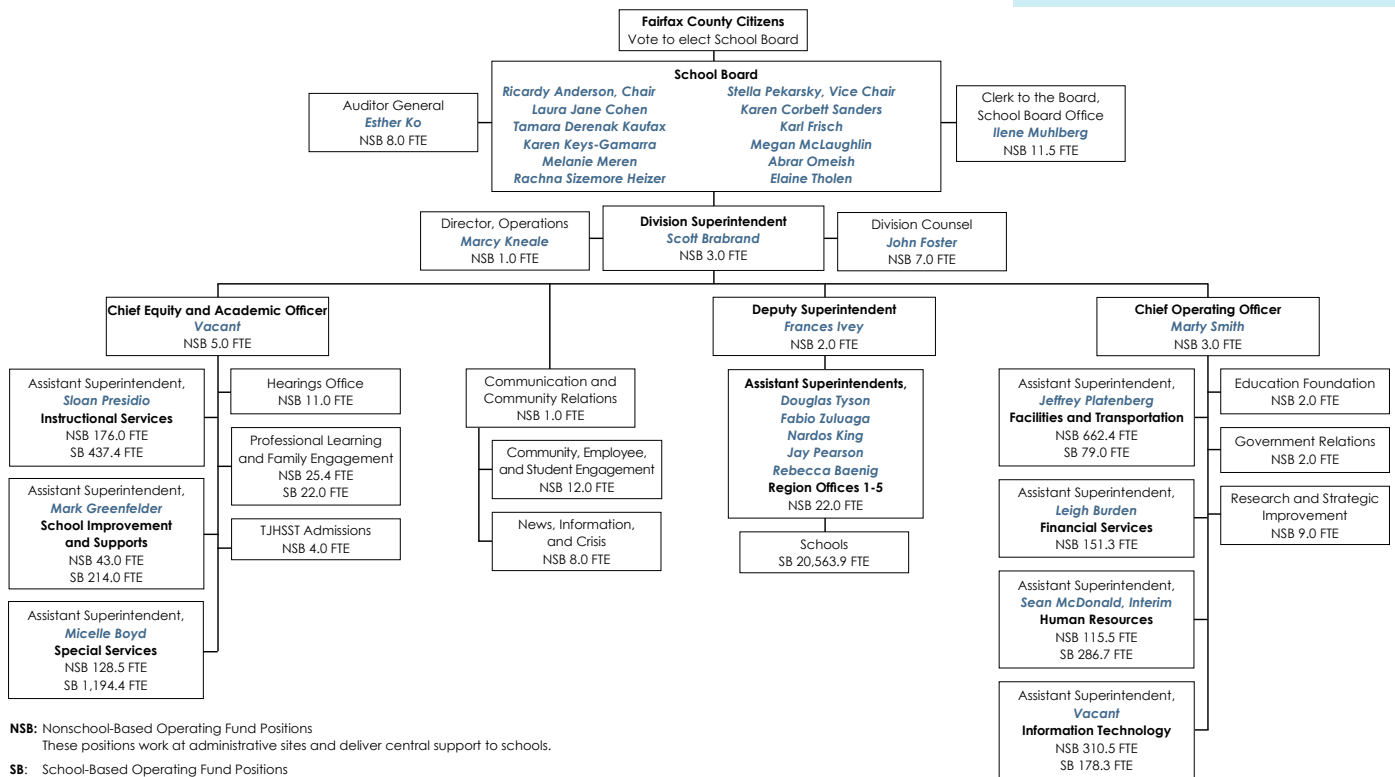 Fairfax County Citizens
Vote to elect School Board
School Board
Ricardy Anderson, Chair
Laura Jane Cohen
Tamara Derenak Kaufax
Karen Keys-Gamarra
Melanie Meren
Rachna Sizemore Heizer
Stella Pekarsky, Vice Chair
Karen Corbett Sanders
Karl Frisch
Megan McLaughlin
Abrar Omeish
Elaine Tholen
Auditor General
Esther Ko
NSB 8.0 FTE
Clerk to the Board,
School Board Office
Ilene Muhlberg
NSB 11.5 FTE
Director, Operations
Marcy Kneale
NSB 1.0 FTE
Division Superintendent
Scott Brabrand
NSB 3.0 FTE
Division Counsel
John Foster
NSB 7.0 FTE
Chief Equity and Academic Officer
Vacant
NSB 5.0 FTE
Assistant Superintendent,
Sloan Presidio
Instructional Services
NSB 176.0 FTE
SB 437.4 FTE
Assistant Superintendent,
Mark Greenfelder
School Improvement
and Supports
NSB 43.0 FTE
SB 214.0 FTE
Assistant Superintendent,
Micelle Boyd
Special Services
NSB 128.5 FTE
SB 1,194.4 FTE
Hearings Office
NSB 11.0 FTE
Professional Learning
and Family Engagement
NSB 25.4 FTE
SB 22.0 FTE
TJHSST Admissions
NSB 4.0 FTE
Communication and
Community Relations
NSB 1.0 FTE
Community, Employee,
and Student Engagement
NSB 12.0 FTE
News, Information,
and Crisis
NSB 8.0 FTE
Deputy Superintendent
Frances Ivey
NSB 2.0 FTE
Assistant Superintendents,
Douglas Tyson
Fabio Zuluaga
Nardos King
Jay Pearson
Rebecca Baenig
Region Offices 1-5
NSB 22.0 FTE
Schools
SB 20,563.9 FTE
Chief Operating Officer
Marty Smith
NSB 3.0 FTE
Assistant Superintendent,
Jeffrey Platenberg
Facilities and Transportation
NSB 662.4 FTE
SB 79.0 FTE
Assistant Superintendent,
Leigh Burden
Financial Services
NSB 151.3 FTE
Assistant Superintendent,
Sean McDonald, Interim
Human Resources
NSB 115.5 FTE
SB 286.7 FTE
Assistant Superintendent,
Vacant
Information Technology
NSB 310.5 FTE
SB 178.3 FTE
Education Foundation
NSB 2.0 FTE
Government Relations
NSB 2.0 FTE
Research and Strategic
Improvement
NSB 9.0 FTE
NSB: Nonschool-Based Operating Fund Positions
These positions work at administrative sites and deliver central support to schools.
SB: School-Based Operating Fund Positions